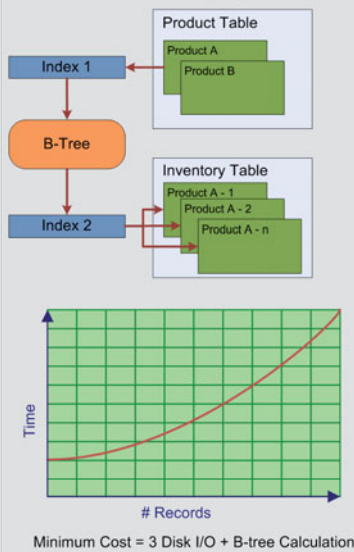 Product Table
Product A
Product B
Index 1
B-Tree
Inventory Table
Product A - 1
Product A - 2
Product A - n
Index 2
Time
# Records
Minimum Cost = 3 Disk I/O + B-tree Calculation